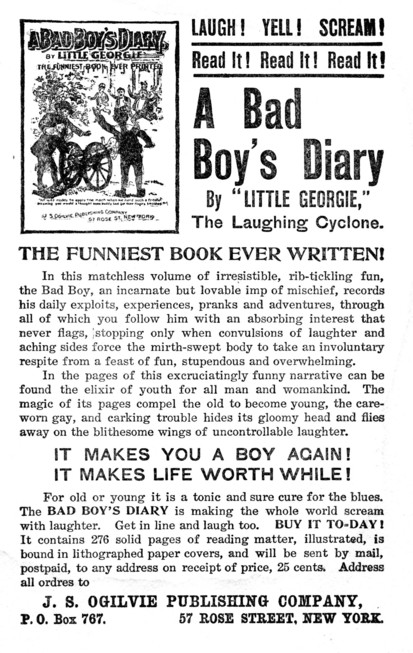 A BAD BOY'S DIARY,
BY LITTLE GEORGIE
THE FUNNIEST BOOK EVER PRINTED
J. S. OGILVIE PUBLISHING COMPANY
57 ROSE ST., NEW YORK
LAUGH! YELL! SCREAM!
Read It! Read It! Read It!
A Bad
Boy's Diary
By "LITTLE GEORGIE,"
The Laughing Cyclone.
THE FUNNIEST BOOK EVER WRITTEN!
In this matchless volume of irresistible, rib-tickling fun,
the Bad Boy, an incarnate but lovable imp of mischief, records
his daily exploits, experiences, pranks and adventures, through
all of which you follow him with an absorbing interest that
never flags, stopping only when convulsions of laughter and
aching sides force the mirth-swept body to take an involuntary
respite from a feast of fun, stupendous and overwhelming.
In the pages of this excruciatingly funny narrative can be
found the elixir of youth for all man and womankind. The
magic of its pages compel the old to become young, the care-
worn gay, and carking trouble hides its gloomy head and flies
away on the blithesome wings of uncontrollable laughter.
IT MAKES YOU A BOY AGAIN!
IT MAKES LIFE WORTH WHILE!
For old or young it is a tonic and sure cure for the blues.
The BAD BOY'S DIARY is making the whole world scream
with laughter. Get in line and laugh too. BUY IT TO-DAY!
It contains 276 solid pages of reading matter, illustrated, is
bound in lithographed paper covers, and will be sent by mail,
postpaid, to any address on receipt of price, 25 cents. Address
all ordres to
J. S. OGILVIE PUBLISHING COMPANY,
P. O. Box 767. 57 ROSE STREET, NEW YORK.